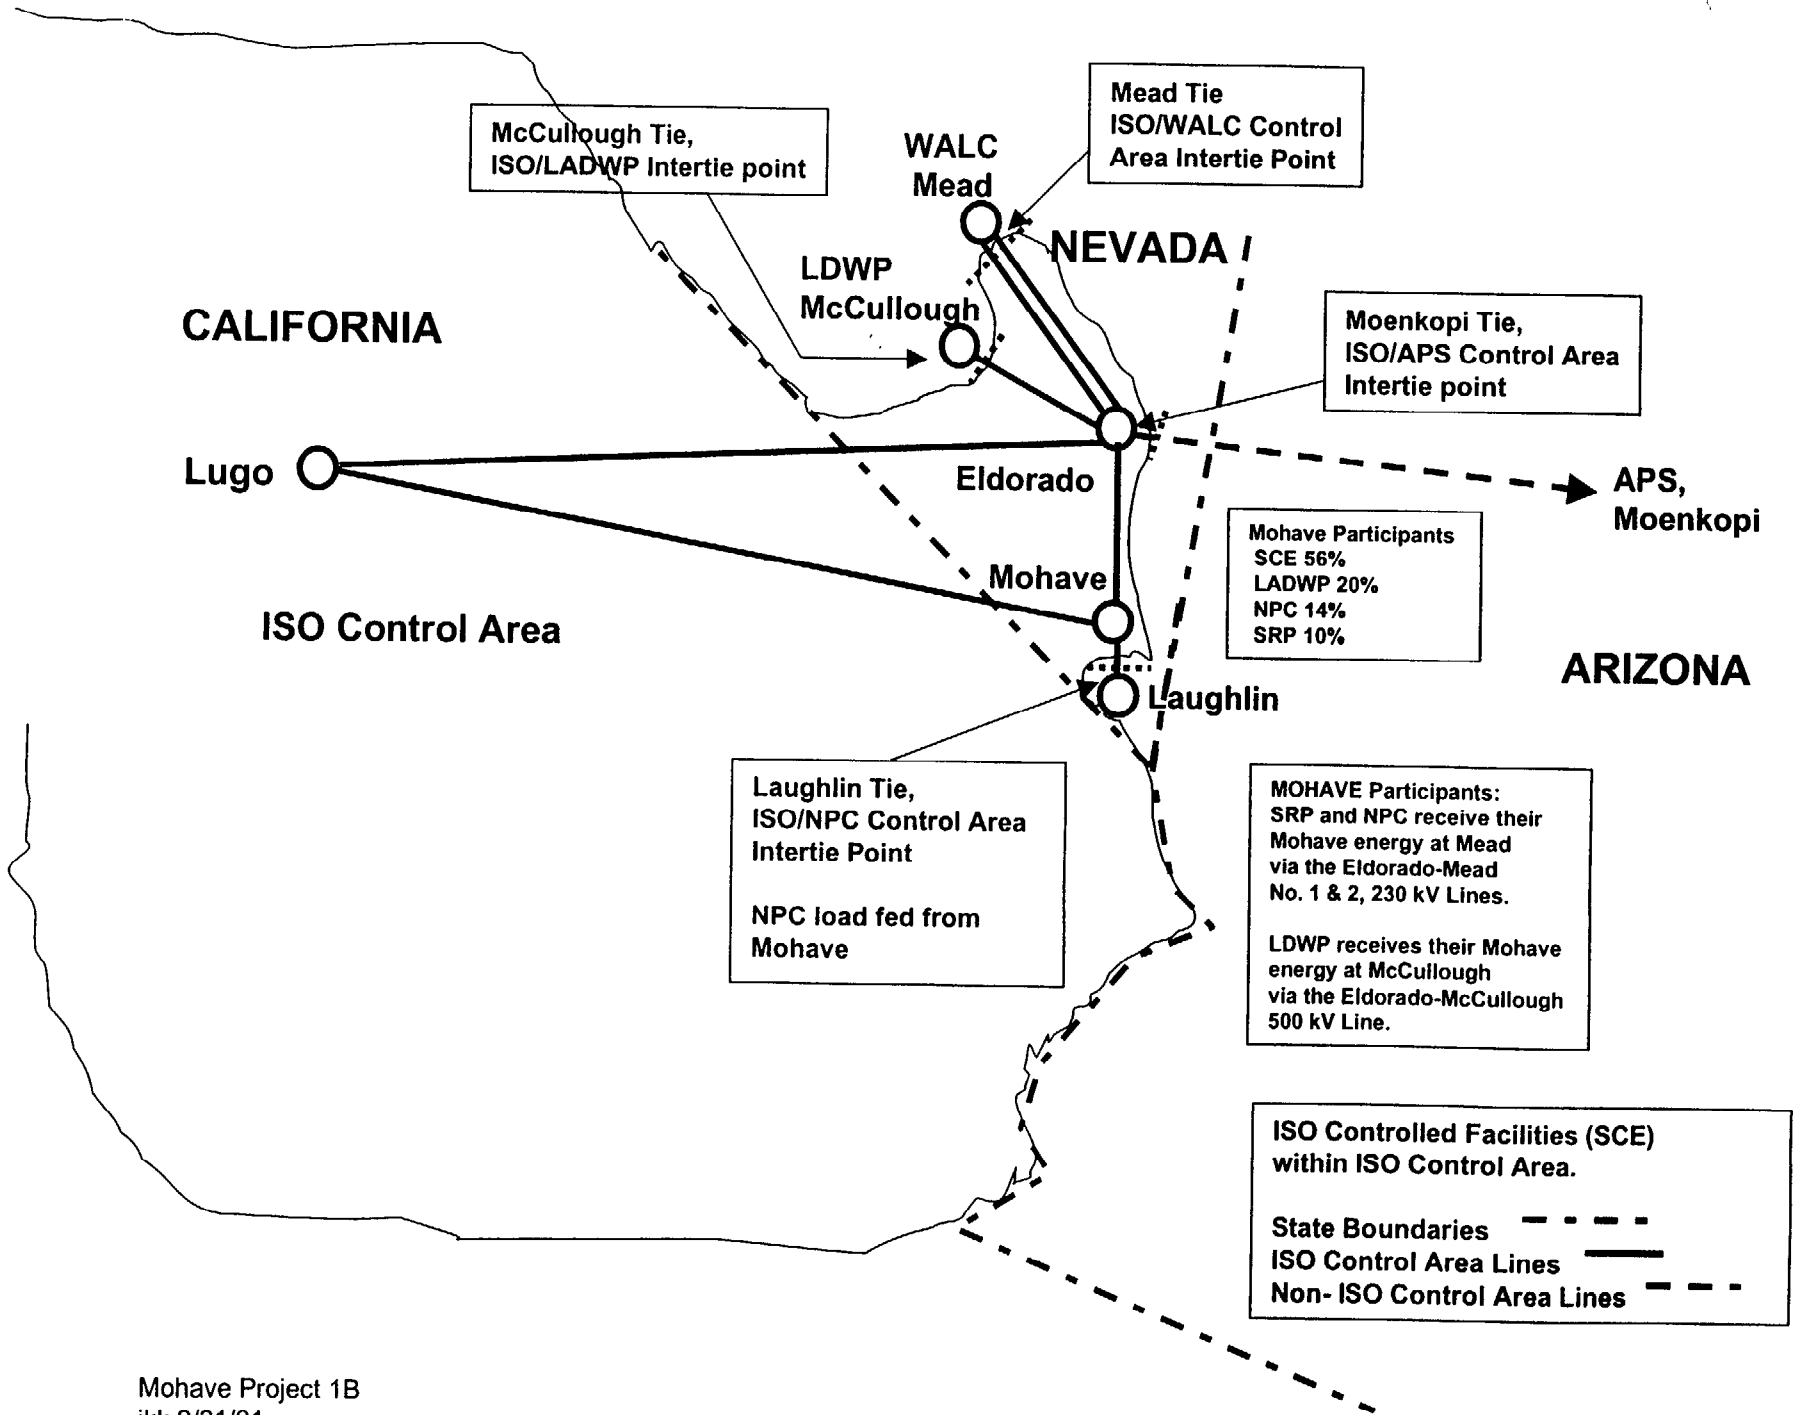 McCullough Tie,
ISO/LADWP Intertie point
Mead Tie
ISO/WALC Control
Area Intertie Point
WALC
Mead
NEVADA
LDWP
McCullough
CALIFORNIA
Moenkopi Tie,
ISO/APS Control Area
Intertie point
Lugo
Eldorado
APS,
Moenkopi
Mohave Participants
SCE 56%
LADWP 20%
NPC 14%
SRP 10%
Mohave
ISO Control Area
ARIZONA
Laughlin
Laughlin Tie,
ISO/NPC Control Area
Intertie Point
NPC load fed from
Mohave
MOHAVE Participants:
SRP and NPC receive their
Mohave energy at Mead
via the Eldorado-Mead
No. 1 & 2, 230 kV Lines.
LDWP receives their Mohave
energy at McCullough
via the Eldorado-McCullough
500 kV Line.
ISO Controlled Facilities (SCE)
within ISO Control Area.
State Boundaries
ISO Control Area Lines
Non- ISO Control Area Lines
Mohave Project 1B